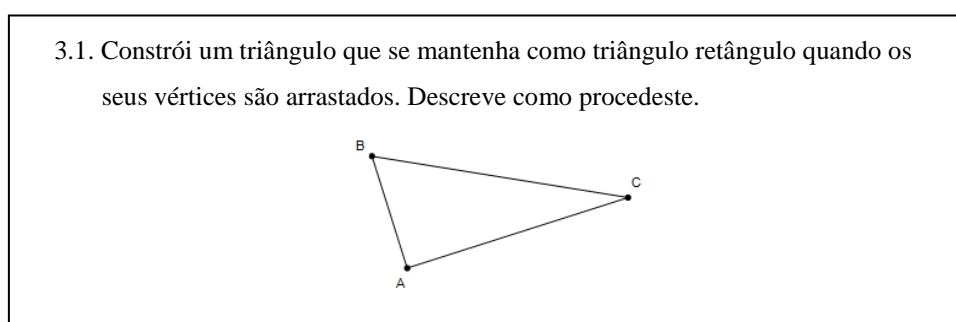 3.1. Constrói um triângulo que se mantenha como triângulo retângulo quando os
seus vértices são arrastados. Descreve como procedeste.
B
C
A